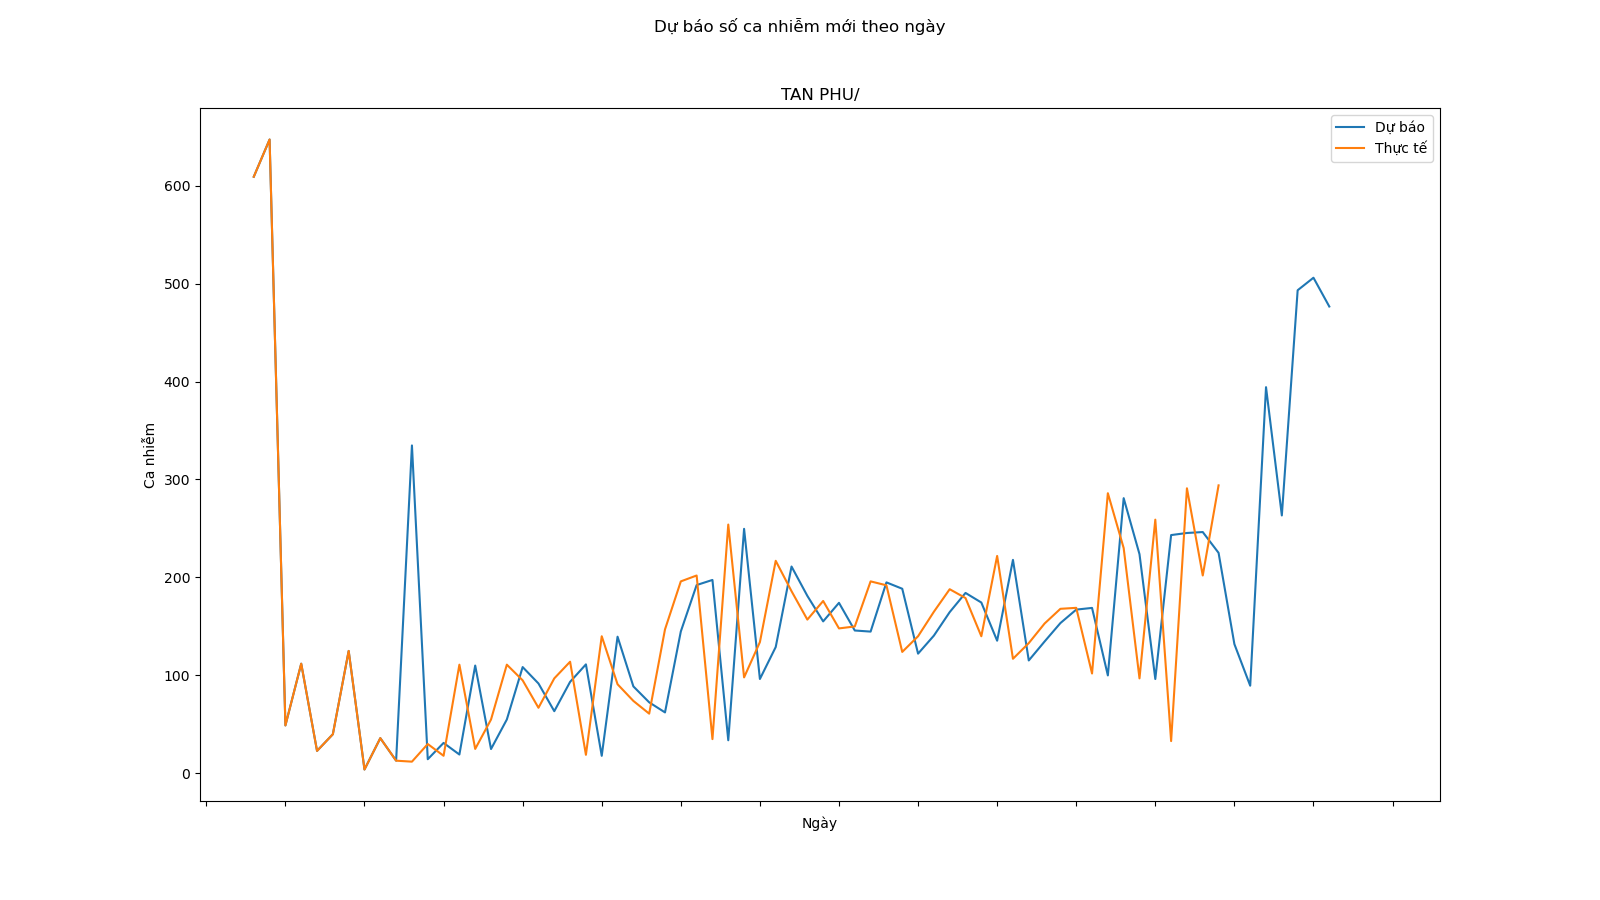 Dự báo số ca nhiễm mới theo ngày
TAN PHU/
Dự báo
Thực tế
600
500
400
300
200
100
0
Ca nhiễm
Ngày